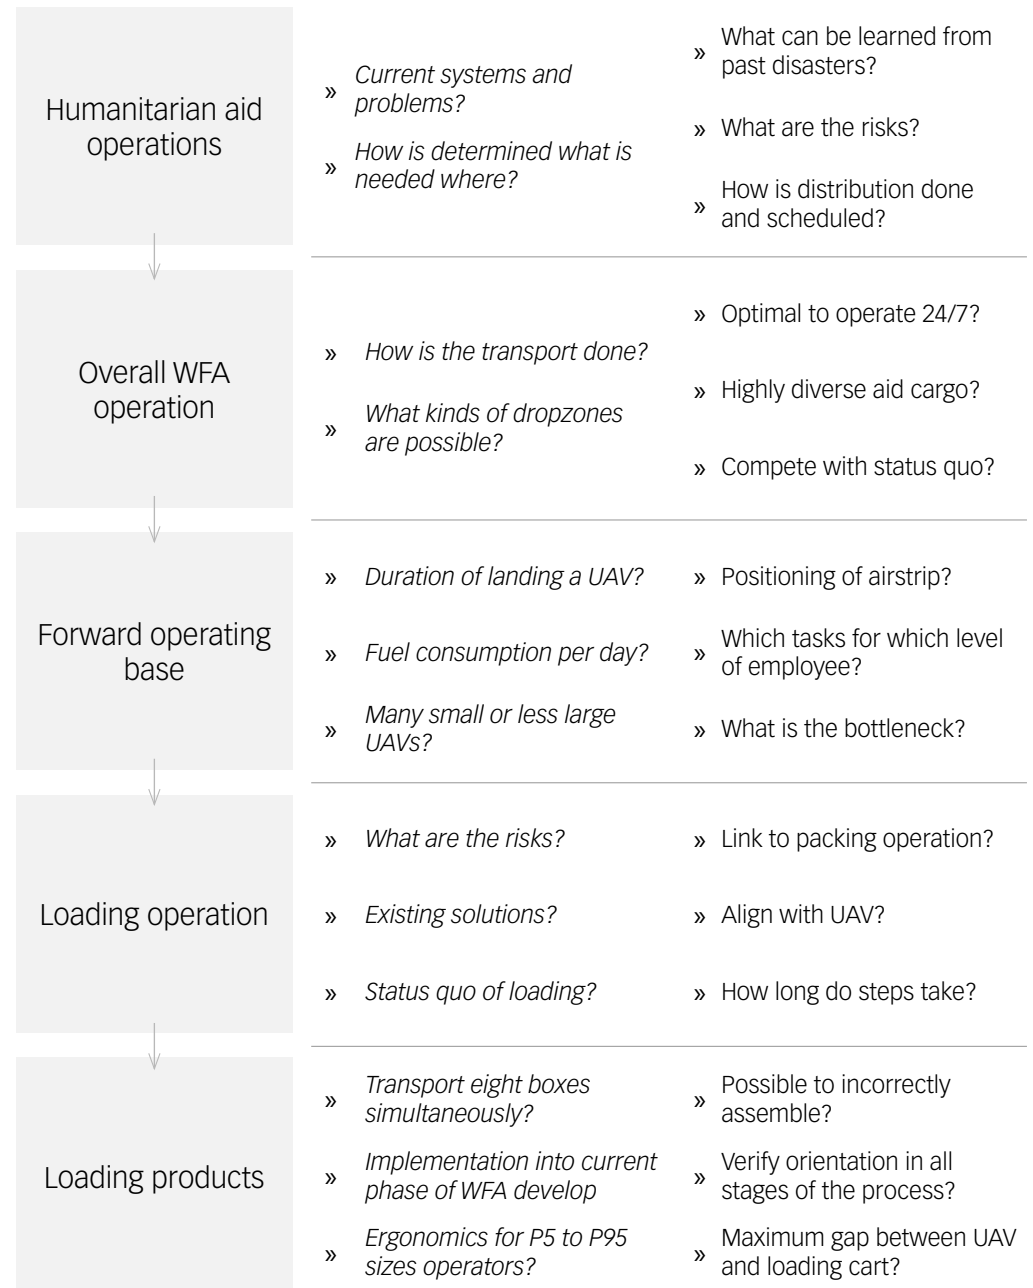 Humanitarian aid
operations
» Current systems and
problems?
» How is determined what is
needed where?
» What can be learned from
past disasters?
» What are the risks?
» How is distribution done
and scheduled?
Overall WFA
operation
» How is the transport done?
» What kinds of dropzones
are possible?
» Optimal to operate 24/7?
» Highly diverse aid cargo?
» Compete with status quo?
Forward operating
base
» Duration of landing a UAV?
» Fuel consumption per day?
» Many small or less large
UAVs?
» Positioning of airstrip?
» Which tasks for which level
of employee?
» What is the bottleneck?
Loading operation
» What are the risks?
» Existing solutions?
» Status quo of loading?
» Link to packing operation?
» Align with UAV?
» How long do steps take?
Loading products
» Transport eight boxes
simultaneously?
» Implementation into current
phase of WFA develop
» Ergonomics for P5 to P95
sizes operators?
» Possible to incorrectly
assemble?
» Verify orientation in all
stages of the process?
» Maximum gap between UAV
and loading cart?